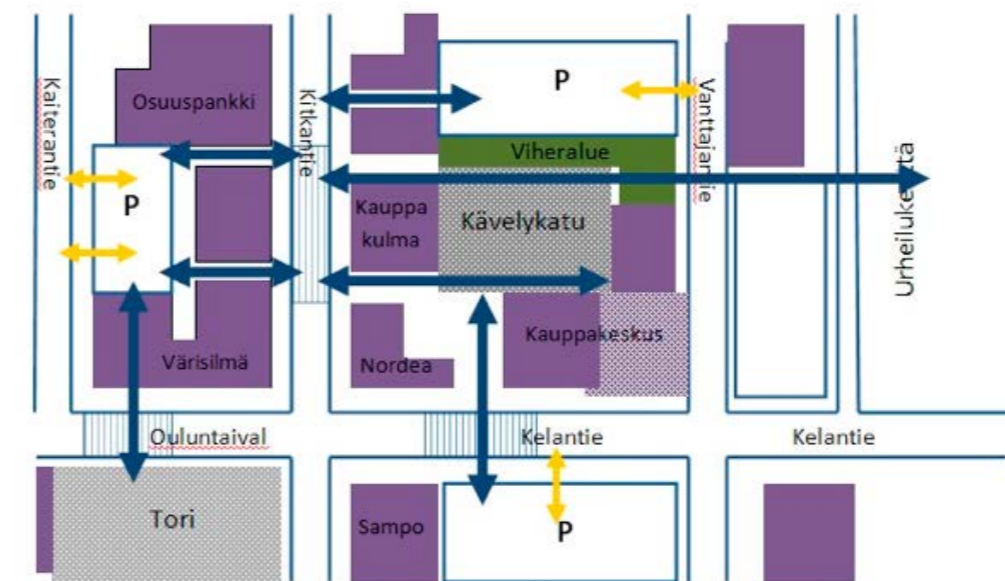 Kaiterantie
Osuuspankki
Kitkantie
P
Vanttajantie
Viheralue
P
Kauppa
kulma
Kävelykatu
Urheilukenttä
Värisilmä
Nordea
Kauppakeskus
Ouluntaival
Kelantie
Kelantie
Tori
Sampo
P